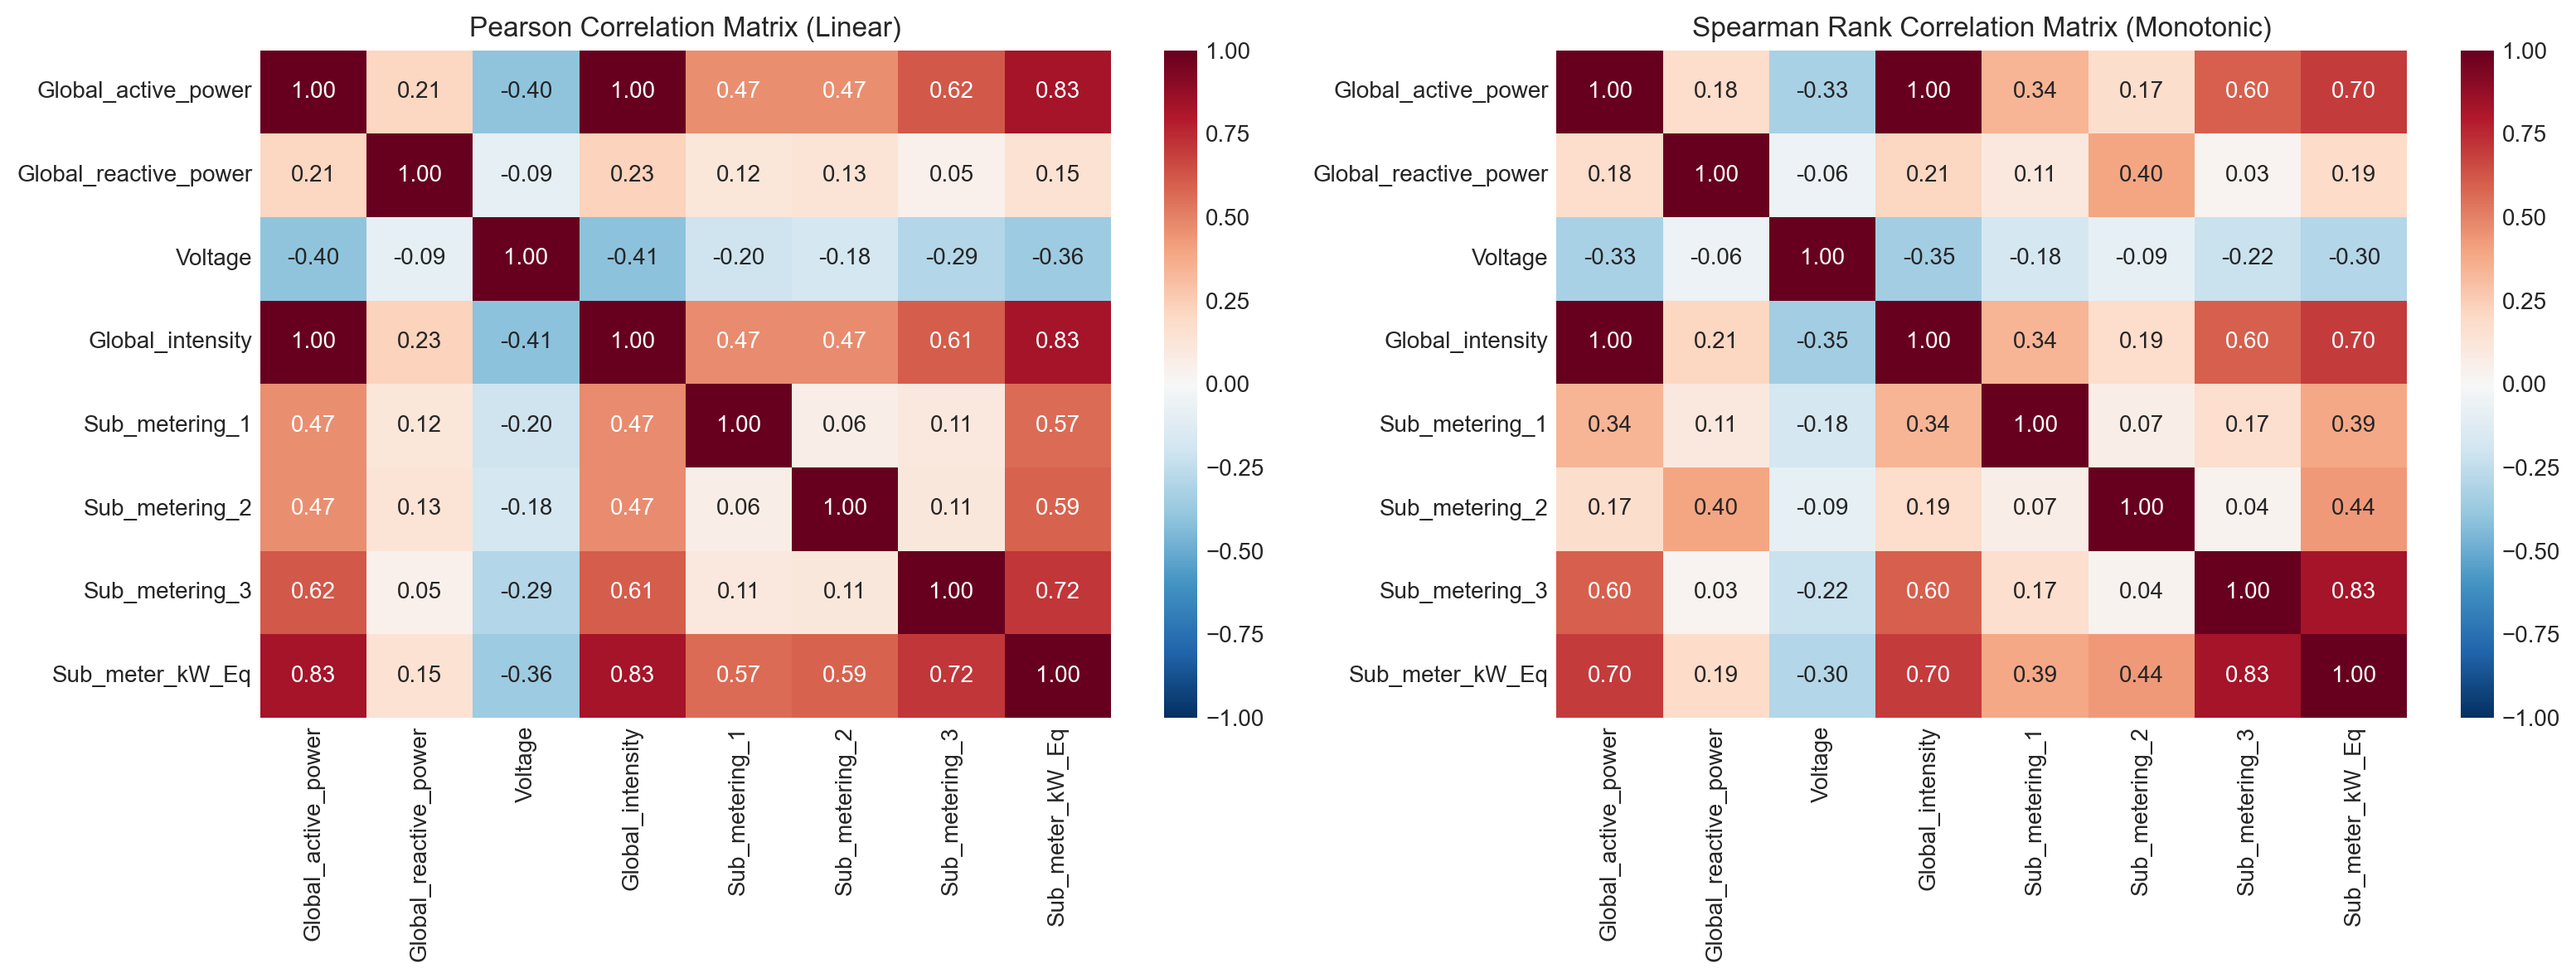 Pearson Correlation Matrix (Linear)
Global_active_power 1.00 0.21 -0.40 1.00 0.47 0.47 0.62 0.83
Global_reactive_power 0.21 1.00 -0.09 0.23 0.12 0.13 0.05 0.15
Voltage -0.40 -0.09 1.00 -0.41 -0.20 -0.18 -0.29 -0.36
Global_intensity 1.00 0.23 -0.41 1.00 0.47 0.47 0.61 0.83
Sub_metering_1 0.47 0.12 -0.20 0.47 1.00 0.06 0.11 0.57
Sub_metering_2 0.47 0.13 -0.18 0.47 0.06 1.00 0.11 0.59
Sub_metering_3 0.62 0.05 -0.29 0.61 0.11 0.11 1.00 0.72
Sub_meter_kW_Eq 0.83 0.15 -0.36 0.83 0.57 0.59 0.72 1.00
Global_active_power
Global_reactive_power
Voltage
Global_intensity
Sub_metering_1
Sub_metering_2
Sub_metering_3
Sub_meter_kW_Eq
1.00
0.75
0.50
0.25
0.00
−0.25
−0.50
−0.75
−1.00
Spearman Rank Correlation Matrix (Monotonic)
Global_active_power 1.00 0.18 -0.33 1.00 0.34 0.17 0.60 0.70
Global_reactive_power 0.18 1.00 -0.06 0.21 0.11 0.40 0.03 0.19
Voltage -0.33 -0.06 1.00 -0.35 -0.18 -0.09 -0.22 -0.30
Global_intensity 1.00 0.21 -0.35 1.00 0.34 0.19 0.60 0.70
Sub_metering_1 0.34 0.11 -0.18 0.34 1.00 0.07 0.17 0.39
Sub_metering_2 0.17 0.40 -0.09 0.19 0.07 1.00 0.04 0.44
Sub_metering_3 0.60 0.03 -0.22 0.60 0.17 0.04 1.00 0.83
Sub_meter_kW_Eq 0.70 0.19 -0.30 0.70 0.39 0.44 0.83 1.00
Global_active_power
Global_reactive_power
Voltage
Global_intensity
Sub_metering_1
Sub_metering_2
Sub_metering_3
Sub_meter_kW_Eq
1.00
0.75
0.50
0.25
0.00
−0.25
−0.50
−0.75
−1.00